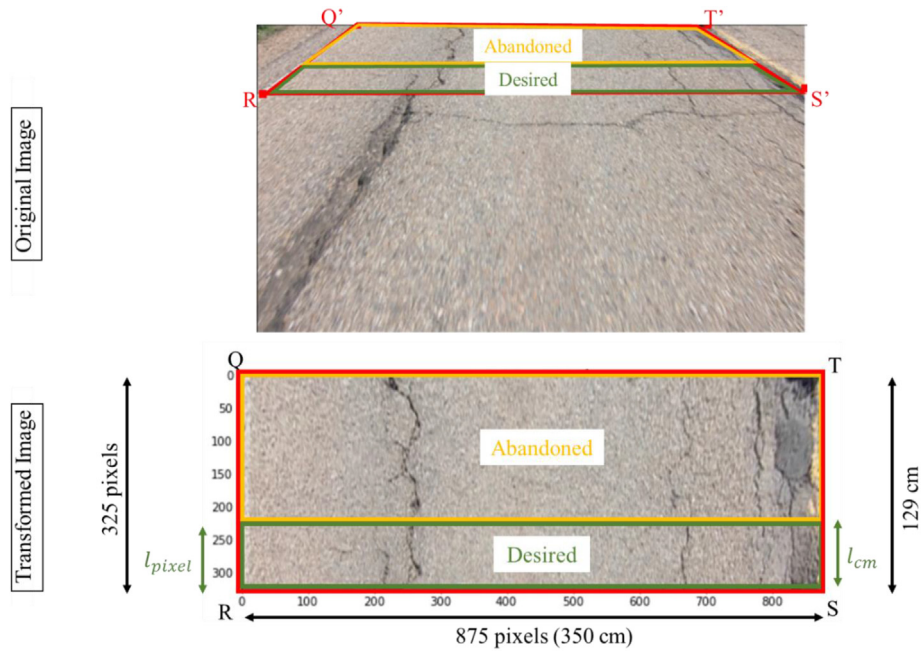 Q’ T’
Abandoned
Desired
R S’
Original Image
Q T
0
50
100
150
200
250
300
Abandoned
Desired
Transformed Image
325 pixels
129 cm
l_pixel
l_cm
R 0 100 200 300 400 500 600 700 800 S
875 pixels (350 cm)